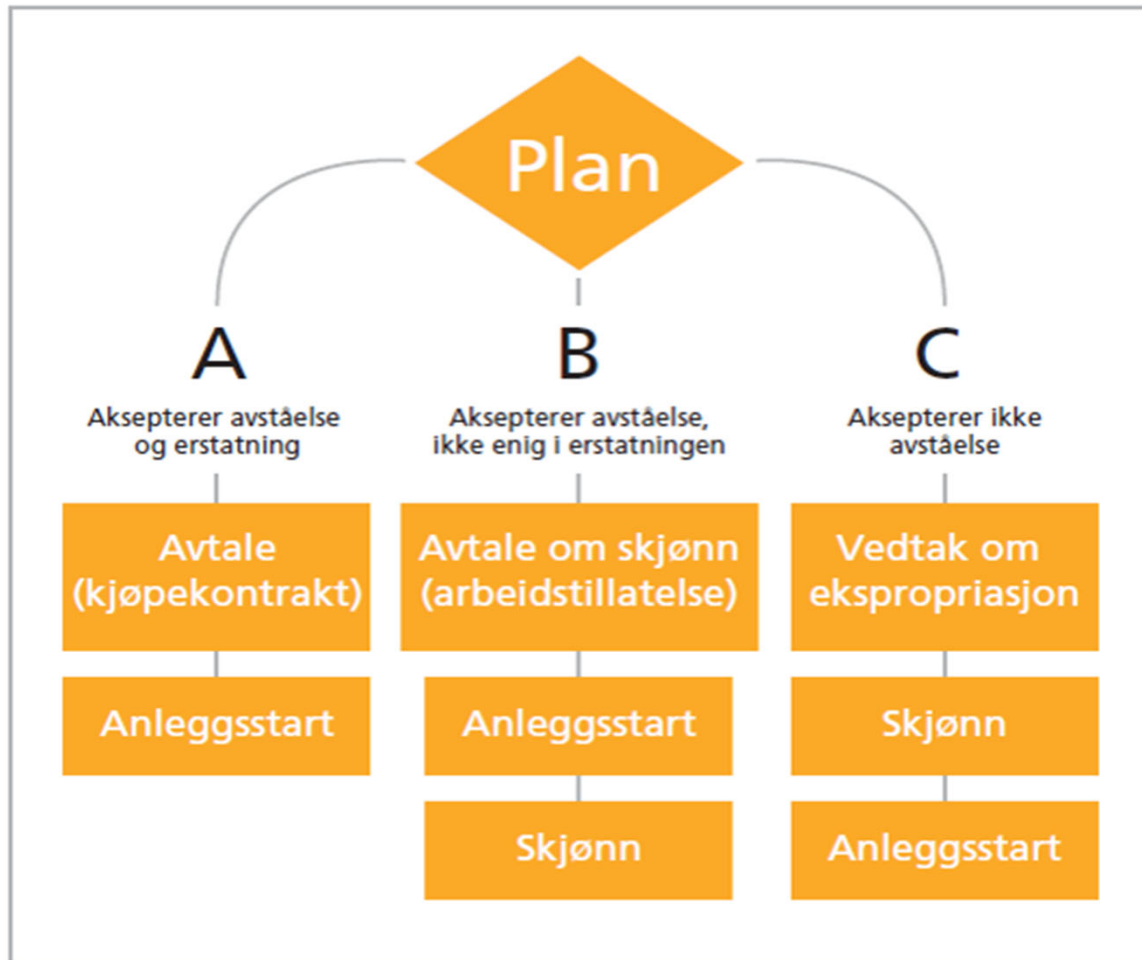 Plan
A
Aksepterer avståelse
og erstatning
Avtale
(kjøpekontrakt)
Anleggsstart
B
Aksepterer avståelse,
ikke enig i erstatningen
Avtale om skjønn
(arbeidstillatelse)
Anleggsstart
Skjønn
C
Aksepterer ikke
avståelse
Vedtak om
ekspropriasjon
Skjønn
Anleggsstart